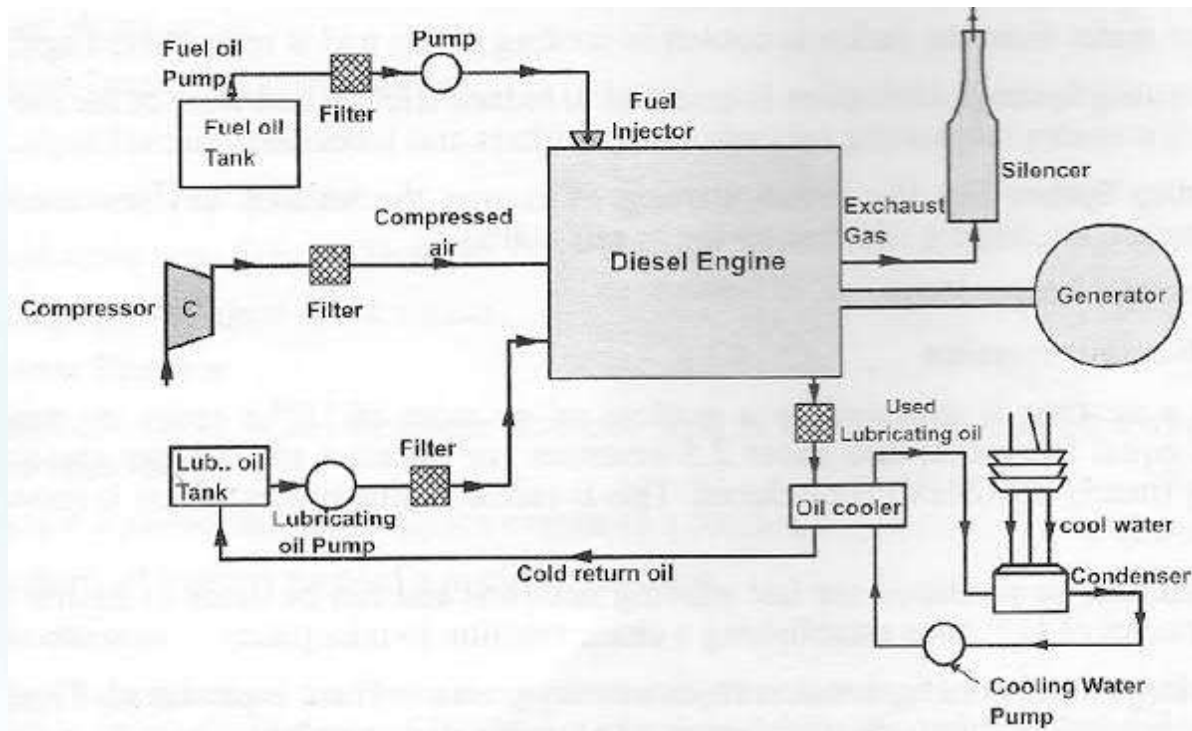 Fuel oil
Pump
Fuel oil
Tank
Filter
Pump
Fuel
Injector
Silencer
Exhaust
Gas
Compressed
air
Diesel Engine
Generator
Compressor
C
Filter
Used
Lubricating oil
Filter
Lub.. oil
Tank
Lubricating
oil Pump
Oil cooler
cool water
Condenser
Cold return oil
Cooling Water
Pump